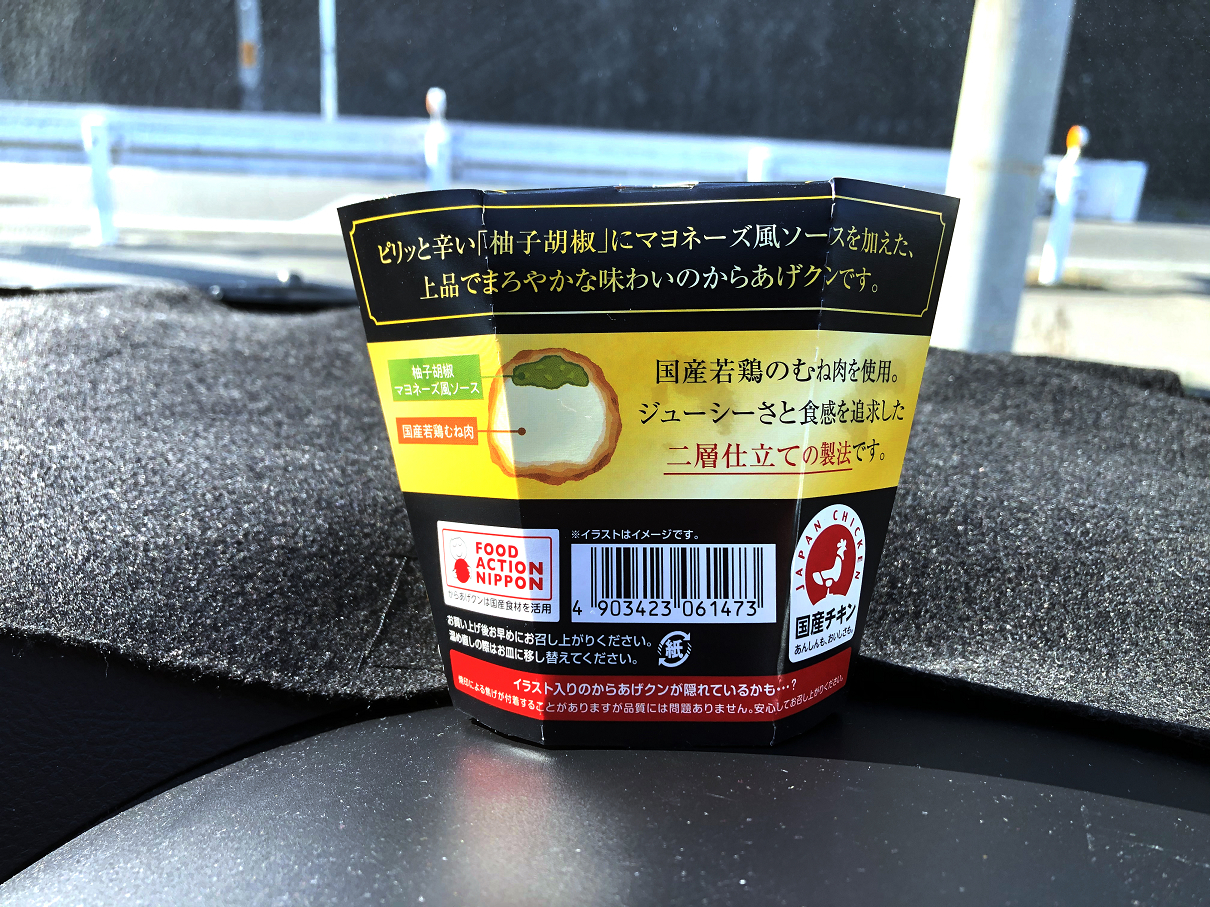 ピリッと辛い「柚子胡椒」にマヨネーズ風ソースを加えた、
上品でまろやかな味わいのからあげクンです。
柚子胡椒
マヨネーズ風ソース
国産若鶏むね肉
国産若鶏のむね肉を使用。
ジューシーさと食感を追求した
二層仕立ての製法です。
FOOD
ACTION
NIPPON
からあげクンは国産食材を活用
※イラストはイメージです。
4 903423 061473
JAPAN CHICKEN
国産チキン
あんしんも、おいしさも。
お買い上げ後お早めにお召し上がりください。
温め直しの際はお皿に移し替えてください。
紙
イラスト入りのからあげクンが隠れているかも…?
焼印による焦げが付着することがありますが品質には問題ありません。安心してお召し上がりください。